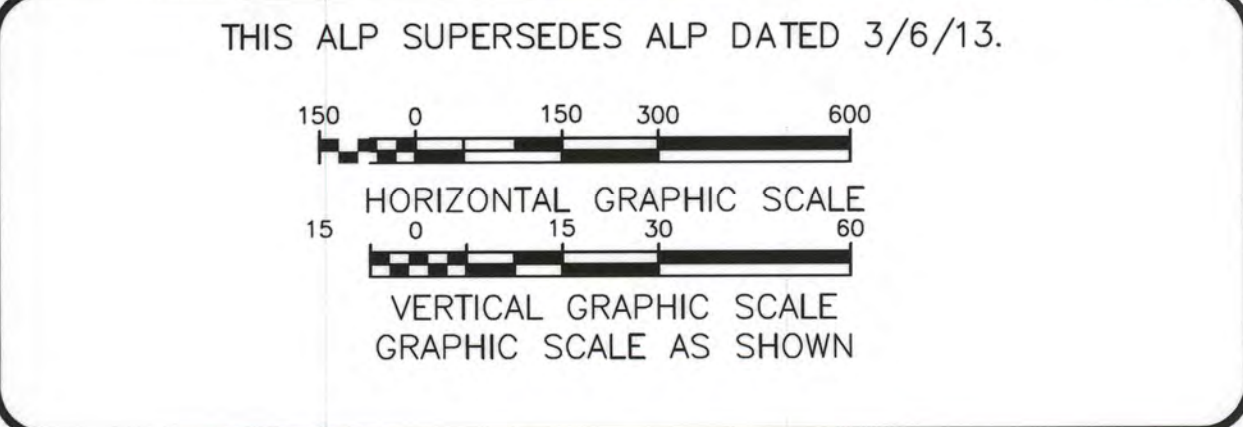 THIS ALP SUPERSEDES ALP DATED 3/6/13.
150 0 150 300 600
HORIZONTAL GRAPHIC SCALE
15 0 15 30 60
VERTICAL GRAPHIC SCALE
GRAPHIC SCALE AS SHOWN